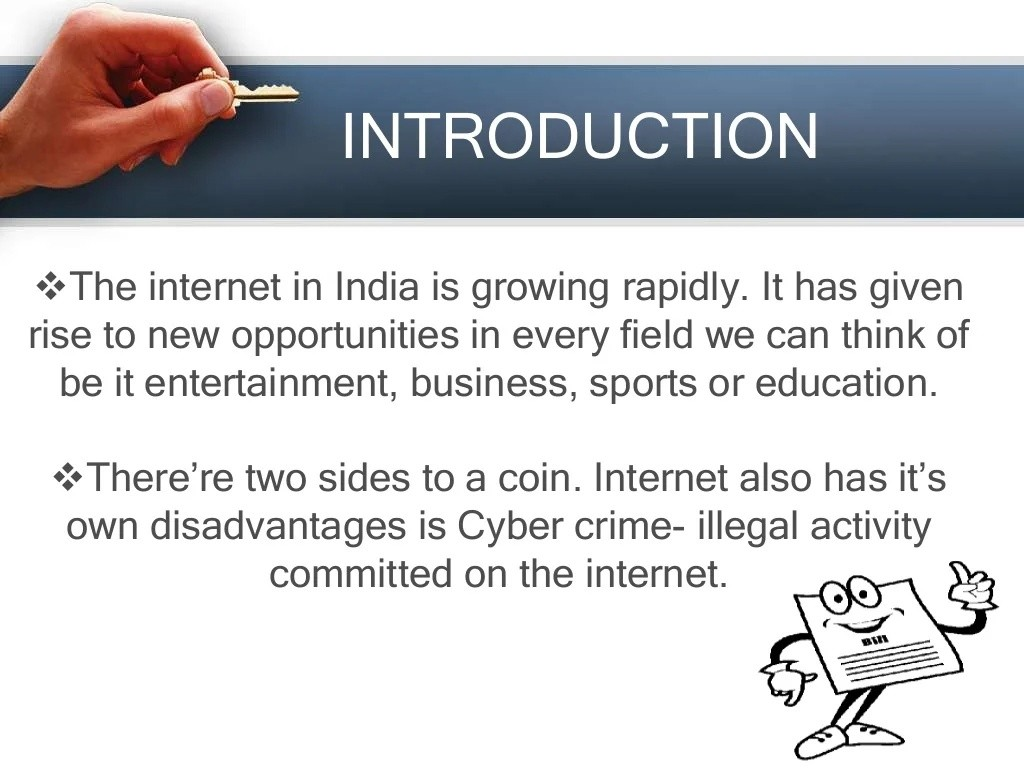 INTRODUCTION
❖The internet in India is growing rapidly. It has given
rise to new opportunities in every field we can think of
be it entertainment, business, sports or education.
❖There’re two sides to a coin. Internet also has it’s
own disadvantages is Cyber crime- illegal activity
committed on the internet.
Bill